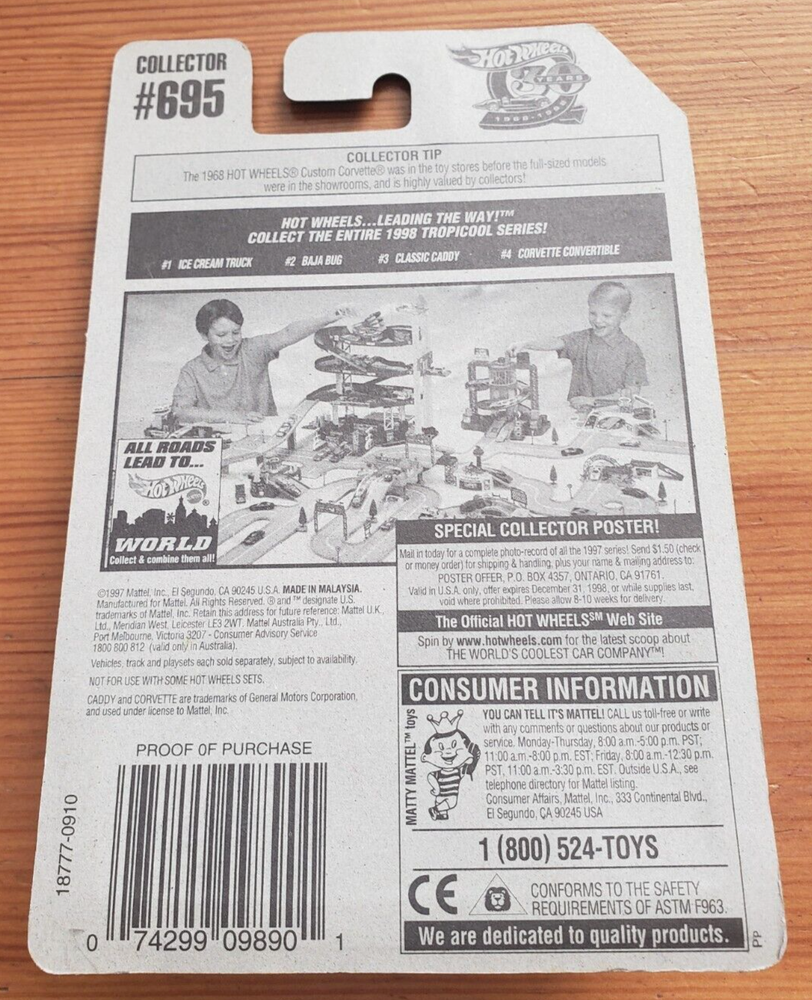 COLLECTOR
#695
Hot Wheels
30
YEARS
1968-1998
COLLECTOR TIP
The 1968 HOT WHEELS® Custom Corvette® was in the toy stores before the full-sized models
were in the showrooms, and is highly valued by collectors!
HOT WHEELS...LEADING THE WAY!™
COLLECT THE ENTIRE 1998 TROPICOOL SERIES!
#1 ICE CREAM TRUCK #2 BAJA BUG #3 CLASSIC CADDY #4 CORVETTE CONVERTIBLE
ALL ROADS
LEAD TO...
Hot Wheels
WORLD
Collect & combine them all!
SPECIAL COLLECTOR POSTER!
Mail in today for a complete photo-record of all the 1997 series! Send $1.50 (check
or money order) for shipping & handling, plus your name & mailing address to:
POSTER OFFER, P.O. BOX 4357, ONTARIO, CA 91761.
Valid in U.S.A. only, offer expires December 31, 1998, or while supplies last,
void where prohibited. Please allow 8-10 weeks for delivery.
The Official HOT WHEELS℠ Web Site
Spin by www.hotwheels.com for the latest scoop about
THE WORLD'S COOLEST CAR COMPANY™!
©1997 Mattel, Inc., El Segundo, CA 90245 U.S.A. MADE IN MALAYSIA.
Manufactured for Mattel. All Rights Reserved. ® and ™ designate U.S.
trademarks of Mattel, Inc. Retain this address for future reference: Mattel U.K.
Ltd., Meridian West, Leicester LE3 2WT. Mattel Australia Pty., Ltd.,
Port Melbourne, Victoria 3207 - Consumer Advisory Service
1800 800 812 (valid only in Australia).
Vehicles, track and playsets each sold separately, subject to availability.
NOT FOR USE WITH SOME HOT WHEELS SETS.
CADDY and CORVETTE are trademarks of General Motors Corporation,
and used under license to Mattel, Inc.
CONSUMER INFORMATION
MATTY MATTEL™ toys
YOU CAN TELL IT'S MATTEL! CALL us toll-free or write
with any comments or questions about our products or
service. Monday-Thursday, 8:00 a.m.-5:00 p.m. PST;
11:00 a.m.-8:00 p.m. EST; Friday, 8:00 a.m.-12:30 p.m.
PST, 11:00 a.m.-3:30 p.m. EST. Outside U.S.A., see
telephone directory for Mattel listing.
Consumer Affairs, Mattel, Inc., 333 Continental Blvd.,
El Segundo, CA 90245 USA
1 (800) 524-TOYS
CE
CONFORMS TO THE SAFETY
REQUIREMENTS OF ASTM F963.
We are dedicated to quality products.
PP
PROOF OF PURCHASE
18777-0910
0 74299 09890 1